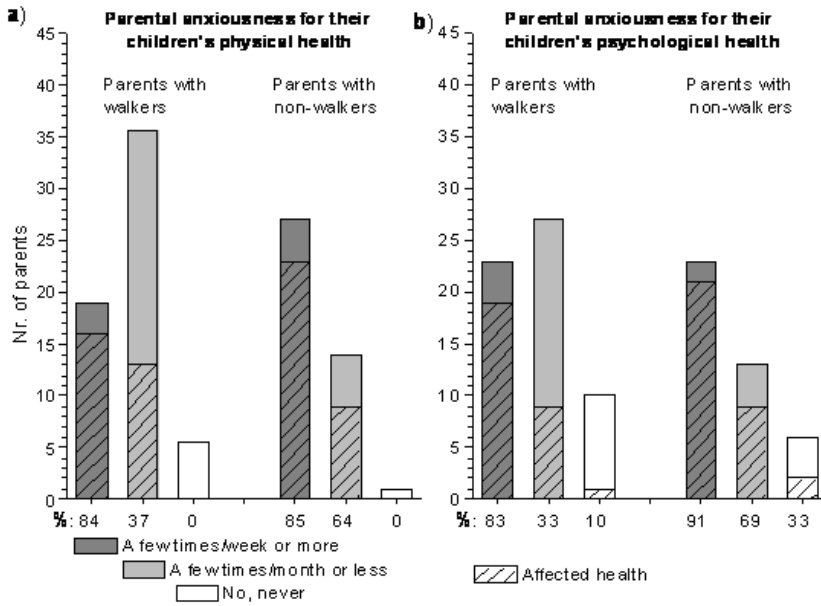 a) Parental anxiousness for their
children's physical health
Parents with
walkers
Parents with
non-walkers
Nr. of parents
45
40
35
30
25
20
15
10
5
0
%: 84 37 0 85 64 0
b) Parental anxiousness for their
children's psychological health
Parents with
walkers
Parents with
non-walkers
45
40
35
30
25
20
15
10
5
0
%: 83 33 10 91 69 33
A few times/week or more
A few times/month or less
No, never
Affected health